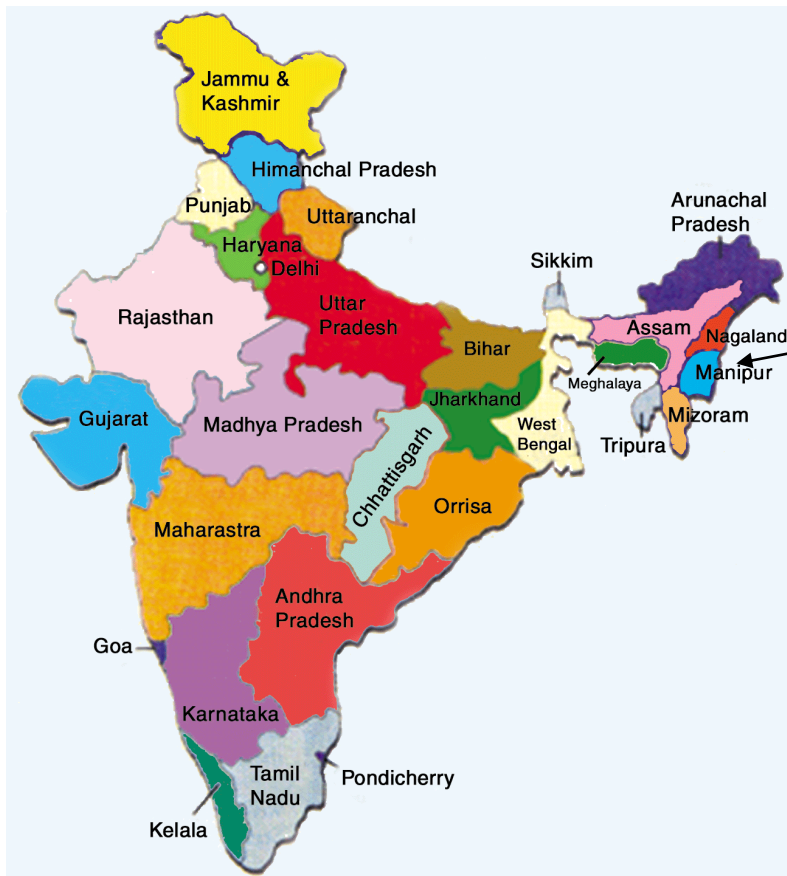 Jammu &
Kashmir
Himanchal Pradesh
Punjab
Uttaranchal
Arunachal
Pradesh
Haryana
Delhi
Sikkim
Rajasthan
Uttar
Pradesh
Assam
Nagaland
Bihar
Meghalaya
Manipur
Jharkhand
Gujarat
Madhya Pradesh
West
Bengal
Mizoram
Tripura
Chhattisgarh
Orrisa
Maharastra
Andhra
Pradesh
Goa
Karnataka
Tamil
Nadu
Pondicherry
Kelala